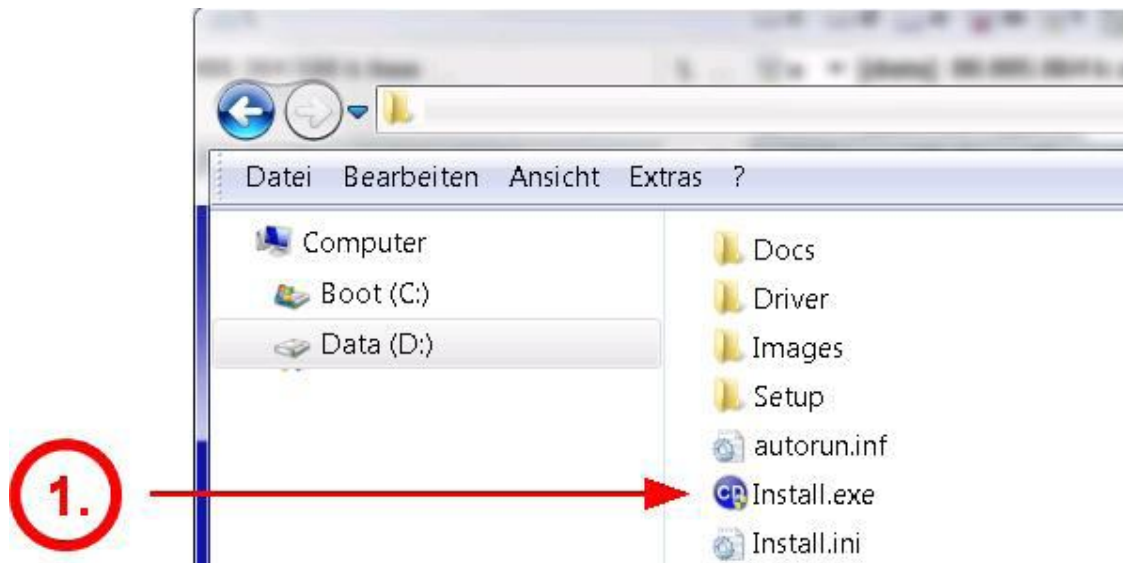 Datei Bearbeiten Ansicht Extras ?
Computer
Boot (C:)
Data (D:)
Docs
Driver
Images
Setup
autorun.inf
1.
Install.exe
Install.ini